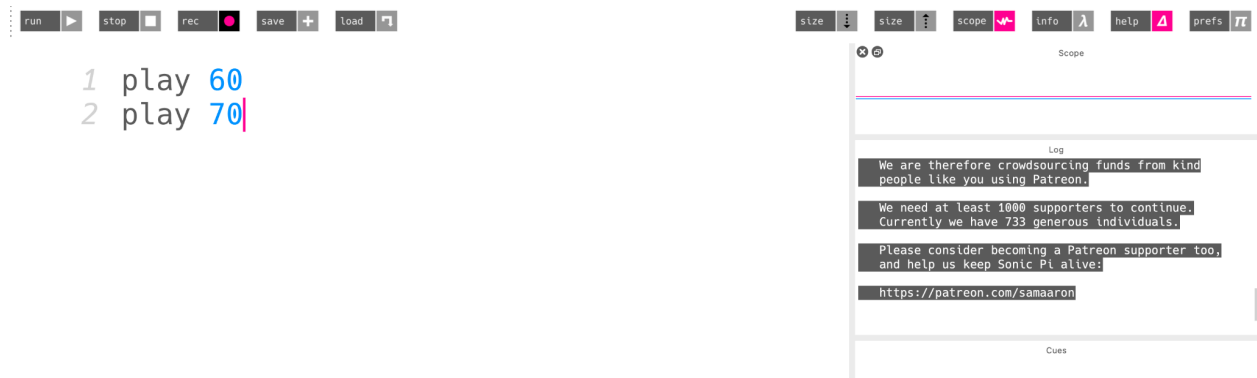 run stop rec save load size size scope info help prefs
1 play 60
2 play 70
Scope
Log
We are therefore crowdsourcing funds from kind
people like you using Patreon.
We need at least 1000 supporters to continue.
Currently we have 733 generous individuals.
Please consider becoming a Patreon supporter too,
and help us keep Sonic Pi alive:
https://patreon.com/samaaron
Cues